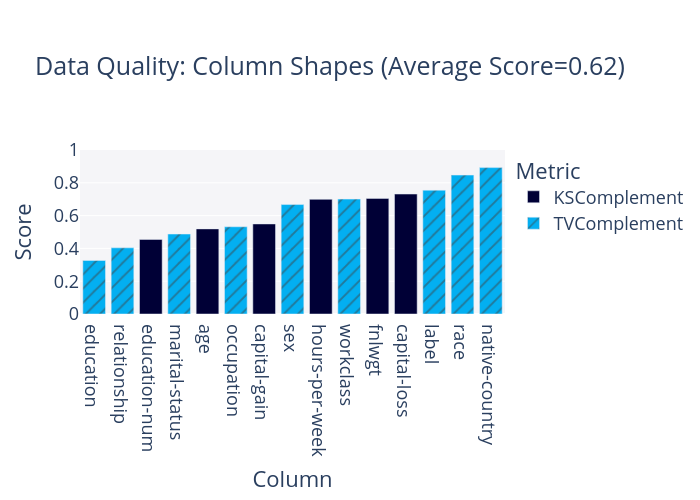 Data Quality: Column Shapes (Average Score=0.62)
Score
1
0.8
0.6
0.4
0.2
0
education
relationship
education-num
marital-status
age
occupation
capital-gain
sex
hours-per-week
workclass
fnlwgt
capital-loss
label
race
native-country
Column
Metric
KSComplement
TVComplement